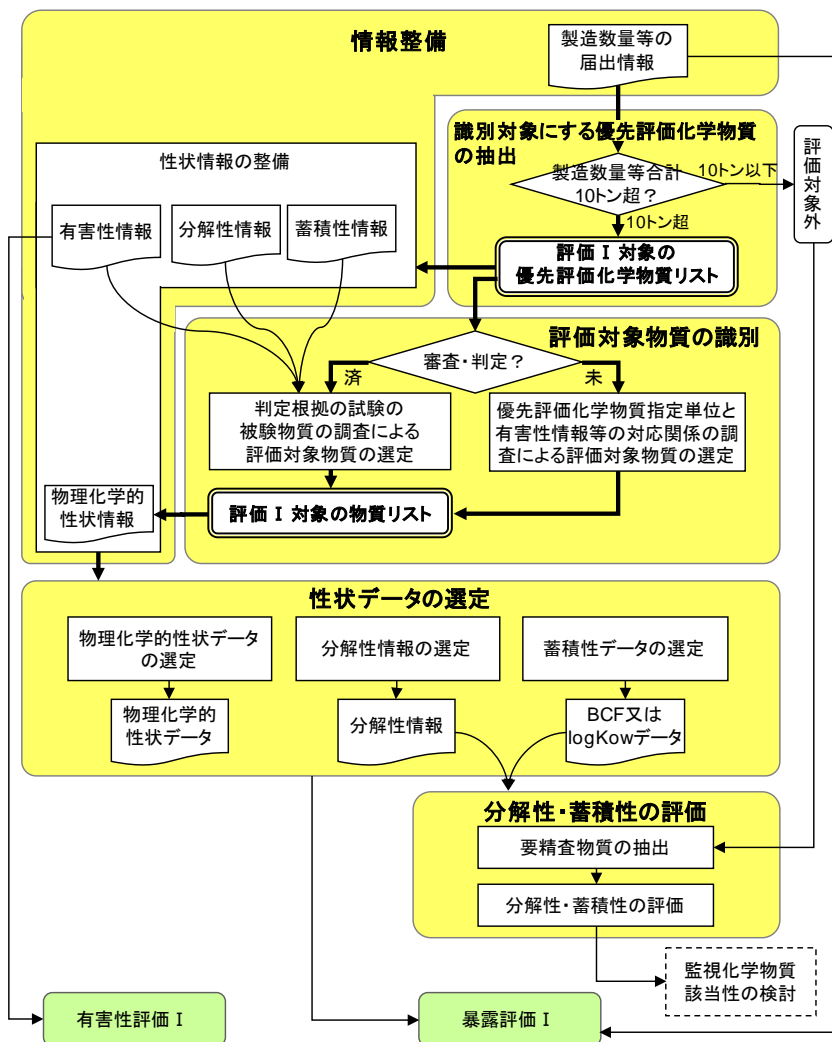 情報整備
製造数量等の
届出情報
識別対象にする優先評価化学物質
の抽出
製造数量等合計
10トン超？
10トン以下
評価対象外
10トン超
評価Ⅰ対象の
優先評価化学物質リスト
性状情報の整備
有害性情報
分解性情報
蓄積性情報
評価対象物質の識別
審査・判定？
済
未
判定根拠の試験の
被験物質の調査による
評価対象物質の選定
優先評価化学物質指定単位と
有害性情報等の対応関係の調
査による評価対象物質の選定
評価Ⅰ対象の物質リスト
物理化学的
性状情報
性状データの選定
物理化学的性状データ
の選定
分解性情報の選定
蓄積性データの選定
物理化学的
性状データ
分解性情報
BCF又は
logKowデータ
分解性・蓄積性の評価
要精査物質の抽出
分解性・蓄積性の評価
監視化学物質
該当性の検討
有害性評価Ⅰ
暴露評価Ⅰ